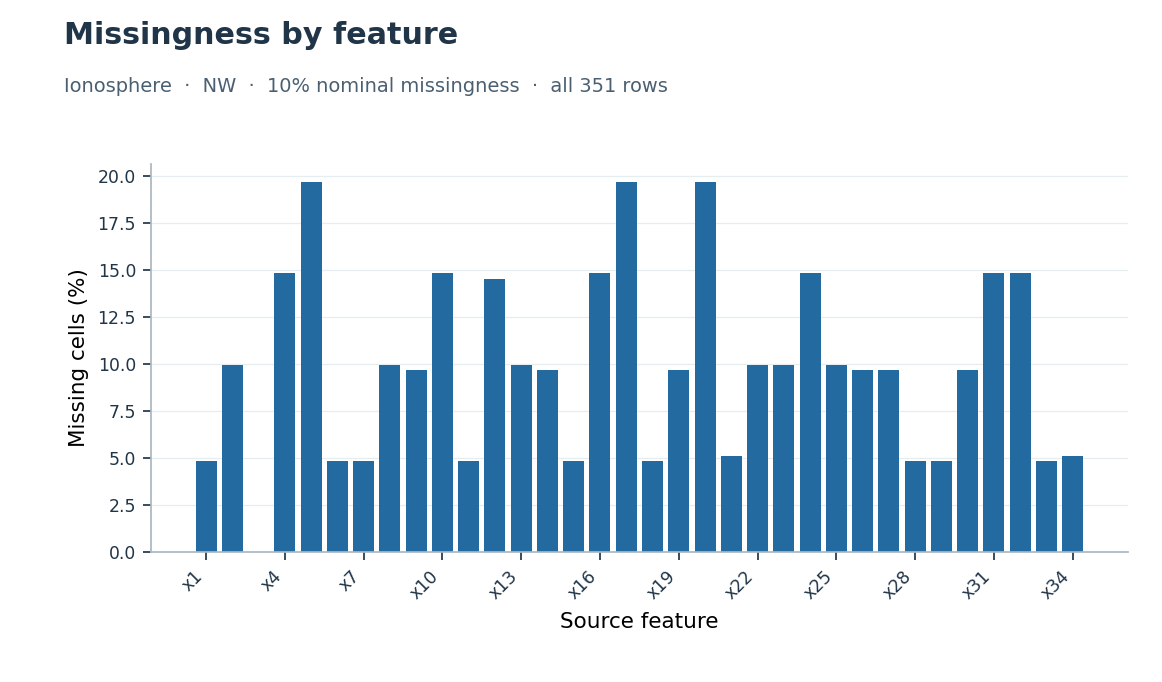 Missingness by feature
Ionosphere · NW · 10% nominal missingness · all 351 rows
20.0
17.5
15.0
12.5
10.0
7.5
5.0
2.5
0.0
Missing cells (%)
x1 x4 x7 x10 x13 x16 x19 x22 x25 x28 x31 x34
Source feature